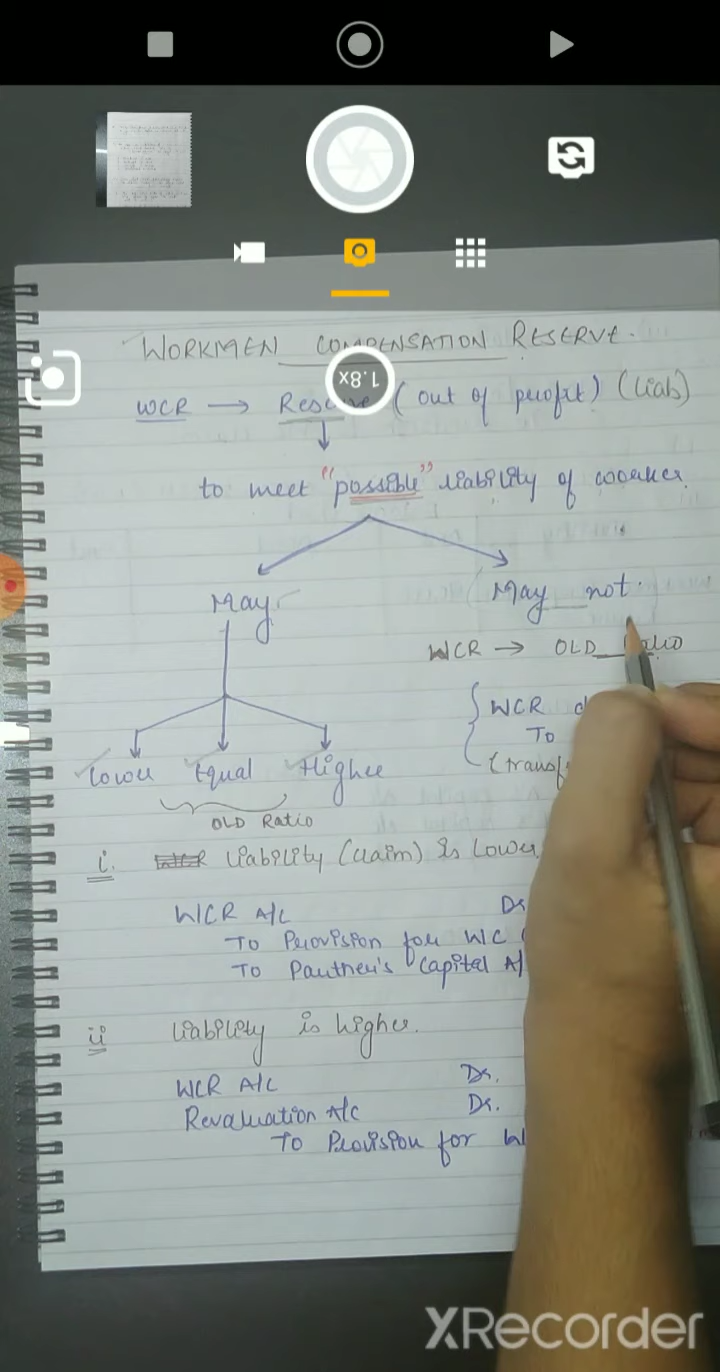 WORKMEN COMPENSATION RESERVE.
1.8x
WCR → Reserve (out of profit) (Liab)
to meet "possible" liability of worker.
May
May not.
WCR → OLD Ratio
WCR
To
Lower Equal Higher
(transf
OLD Ratio
i. Liability (claim) is Lower.
WCR A/C Dr
To Provision for WC
To Partner's Capital A/
ii Liability is higher.
WCR A/C Dr.
Revaluation A/c Dr.
To Provision for W
XRecorder